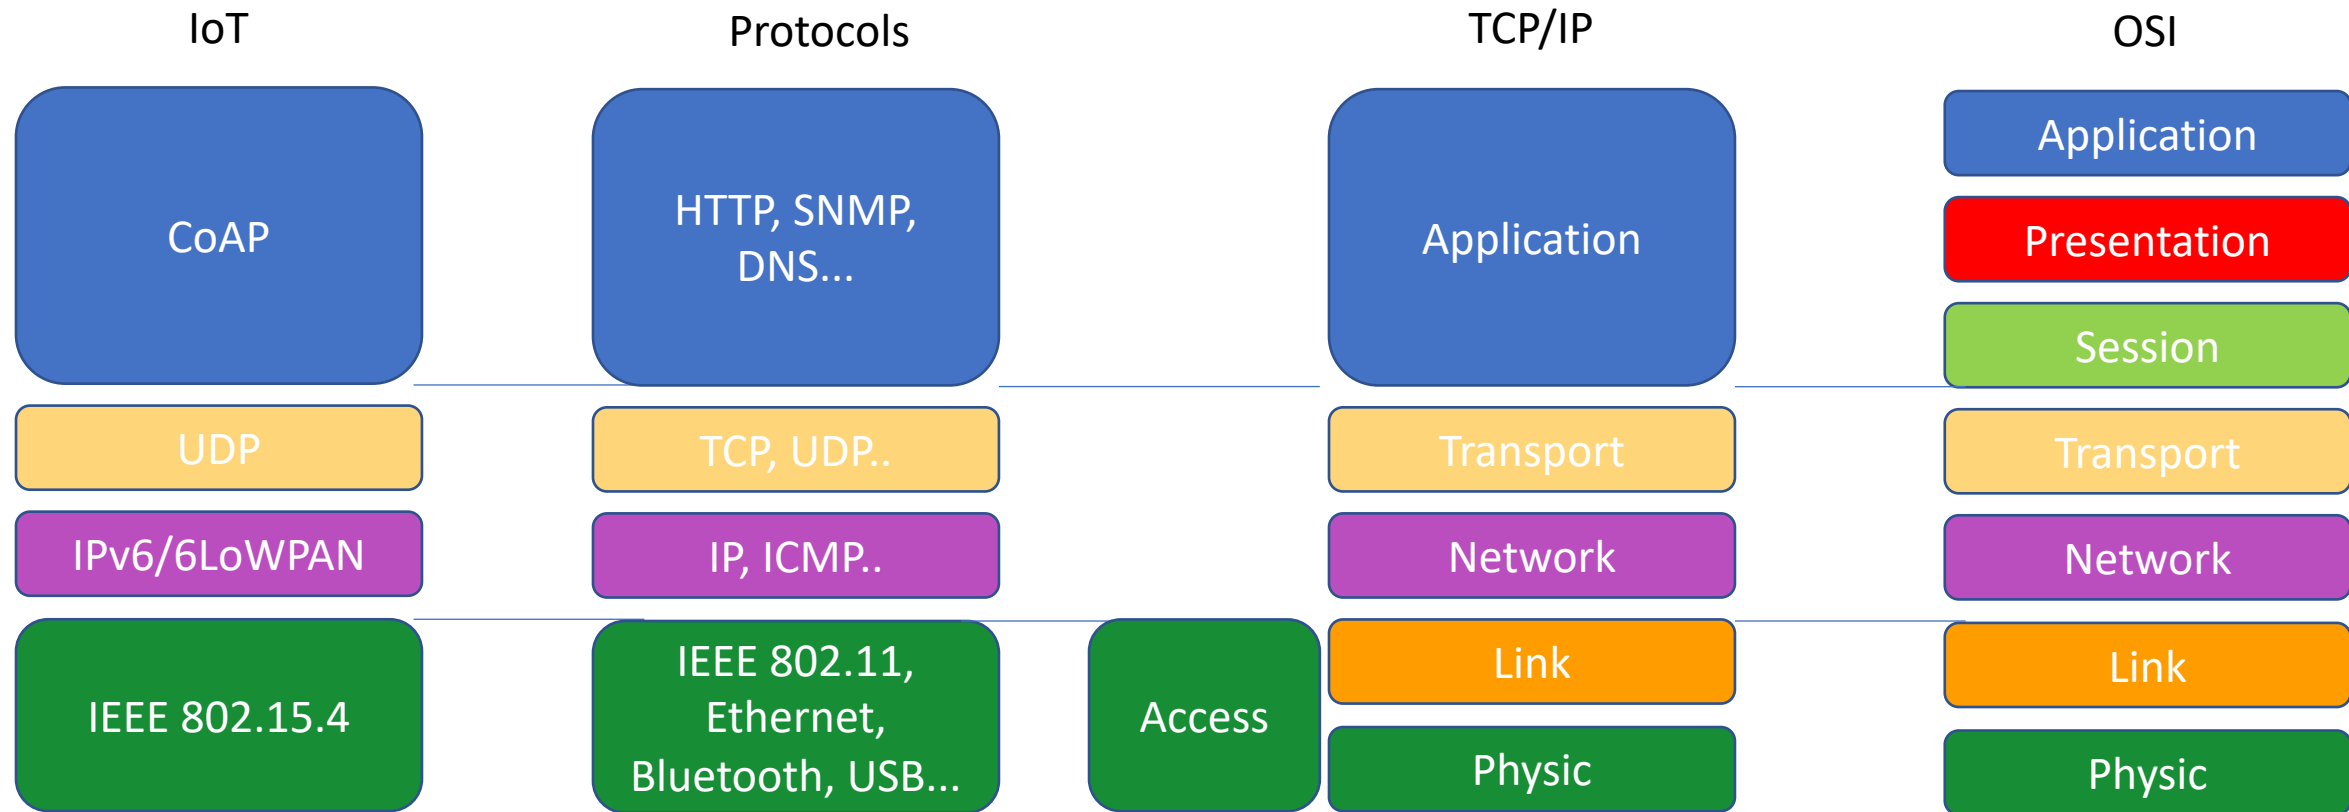 IoT
Protocols
TCP/IP
OSI
CoAP
HTTP, SNMP,
DNS...
Application
Application
Presentation
Session
UDP
TCP, UDP..
Transport
Transport
IPv6/6LoWPAN
IP, ICMP..
Network
Network
IEEE 802.15.4
IEEE 802.11,
Ethernet,
Bluetooth, USB...
Access
Link
Physic
Link
Physic